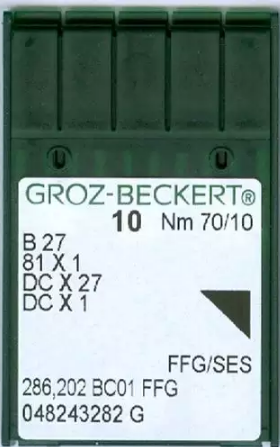 GROZ-BECKERT®
10 Nm 70/10
B 27
81 X 1
DC X 27
DC X 1
FFG/SES
286,202 BC01 FFG
048243282 G